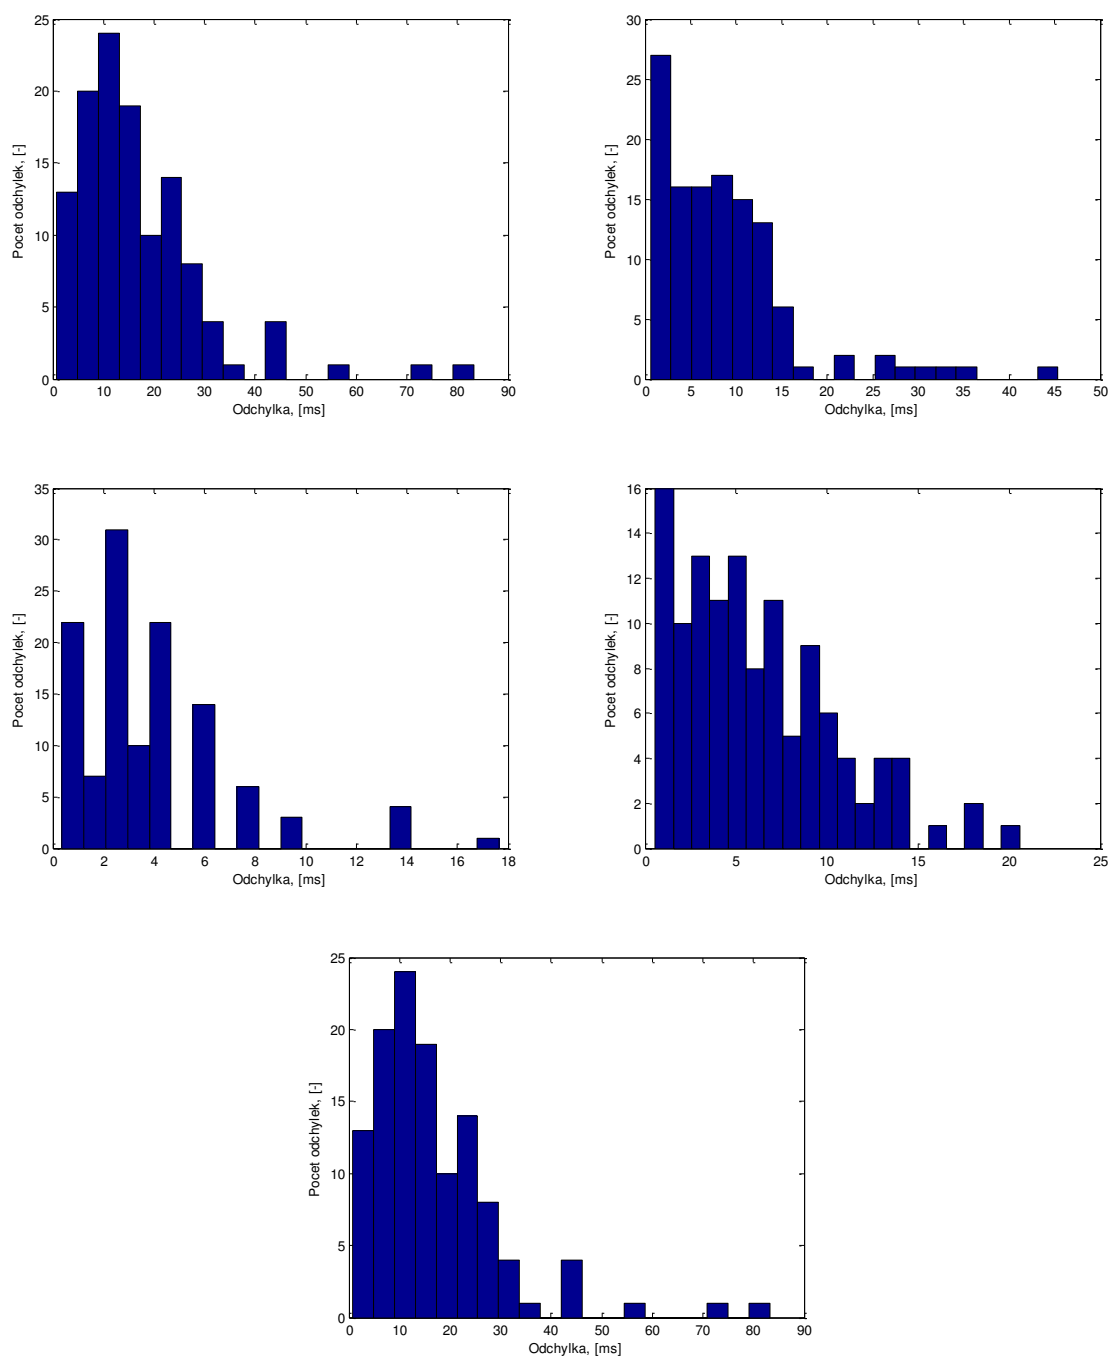 25
20
15
10
5
0
Pocet odchylek, [-]
0 10 20 30 40 50 60 70 80 90
Odchylka, [ms]
30
25
20
15
10
5
0
Pocet odchylek, [-]
0 5 10 15 20 25 30 35 40 45 50
Odchylka, [ms]
35
30
25
20
15
10
5
0
Pocet odchylek, [-]
0 2 4 6 8 10 12 14 16 18
Odchylka, [ms]
16
14
12
10
8
6
4
2
0
Pocet odchylek, [-]
0 5 10 15 20 25
Odchylka, [ms]
25
20
15
10
5
0
Pocet odchylek, [-]
0 10 20 30 40 50 60 70 80 90
Odchylka, [ms]